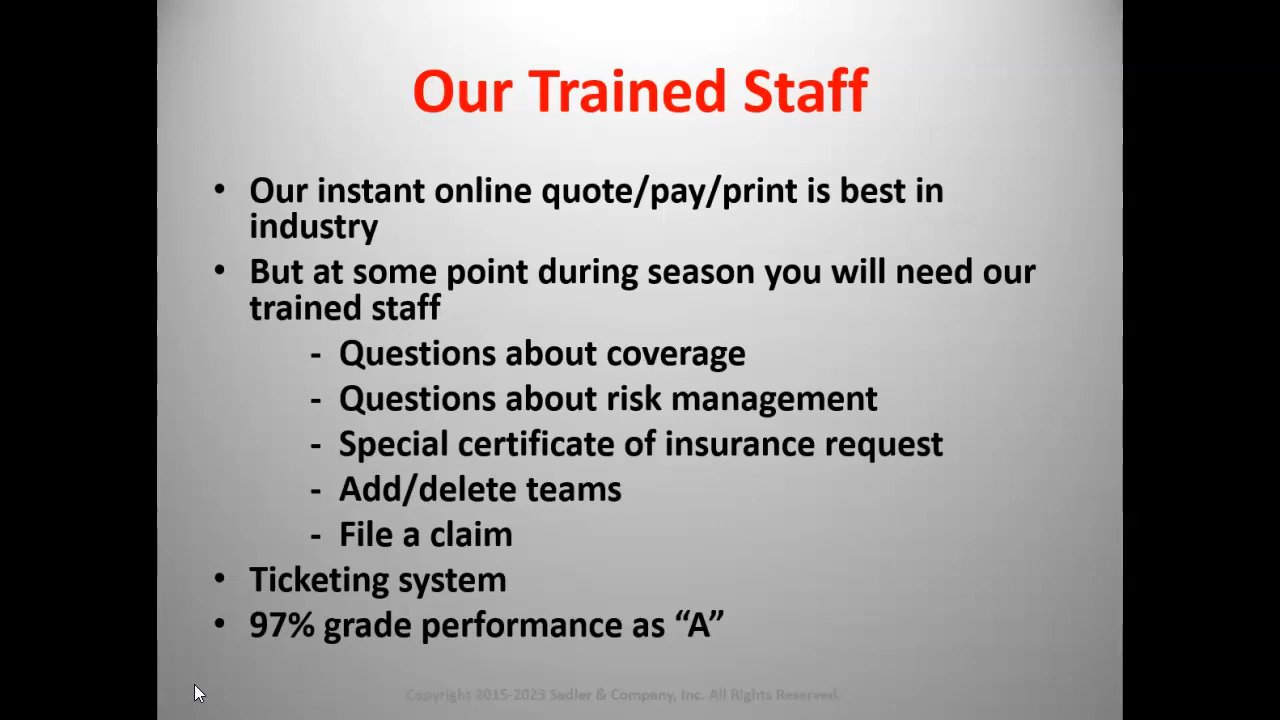 Our Trained Staff
• Our instant online quote/pay/print is best in
industry
• But at some point during season you will need our
trained staff
- Questions about coverage
- Questions about risk management
- Special certificate of insurance request
- Add/delete teams
- File a claim
• Ticketing system
• 97% grade performance as “A”
Copyright 2015-2023 Sadler & Company, Inc. All Rights Reserved.